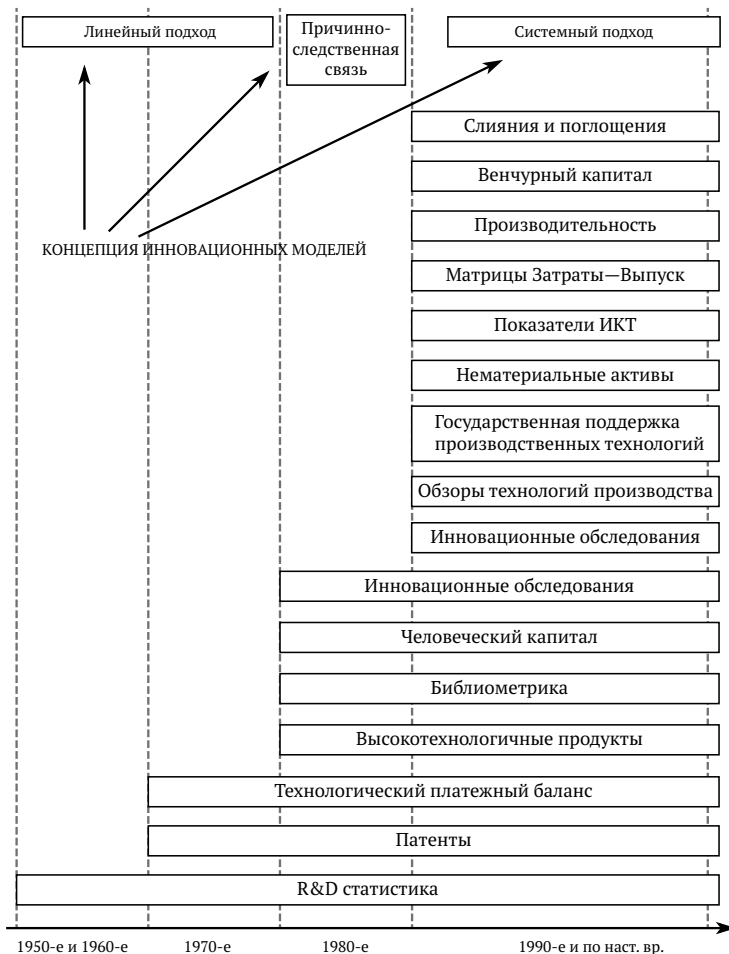 Линейный подход
Причинно-
следственная
связь
Системный подход
Слияния и поглощения
Венчурный капитал
Производительность
КОНЦЕПЦИЯ ИННОВАЦИОННЫХ МОДЕЛЕЙ
Матрицы Затраты—Выпуск
Показатели ИКТ
Нематериальные активы
Государственная поддержка
производственных технологий
Обзоры технологий производства
Инновационные обследования
Инновационные обследования
Человеческий капитал
Библиометрика
Высокотехнологичные продукты
Технологический платежный баланс
Патенты
R&D статистика
1950-е и 1960-е
1970-е
1980-е
1990-е и по наст. вр.